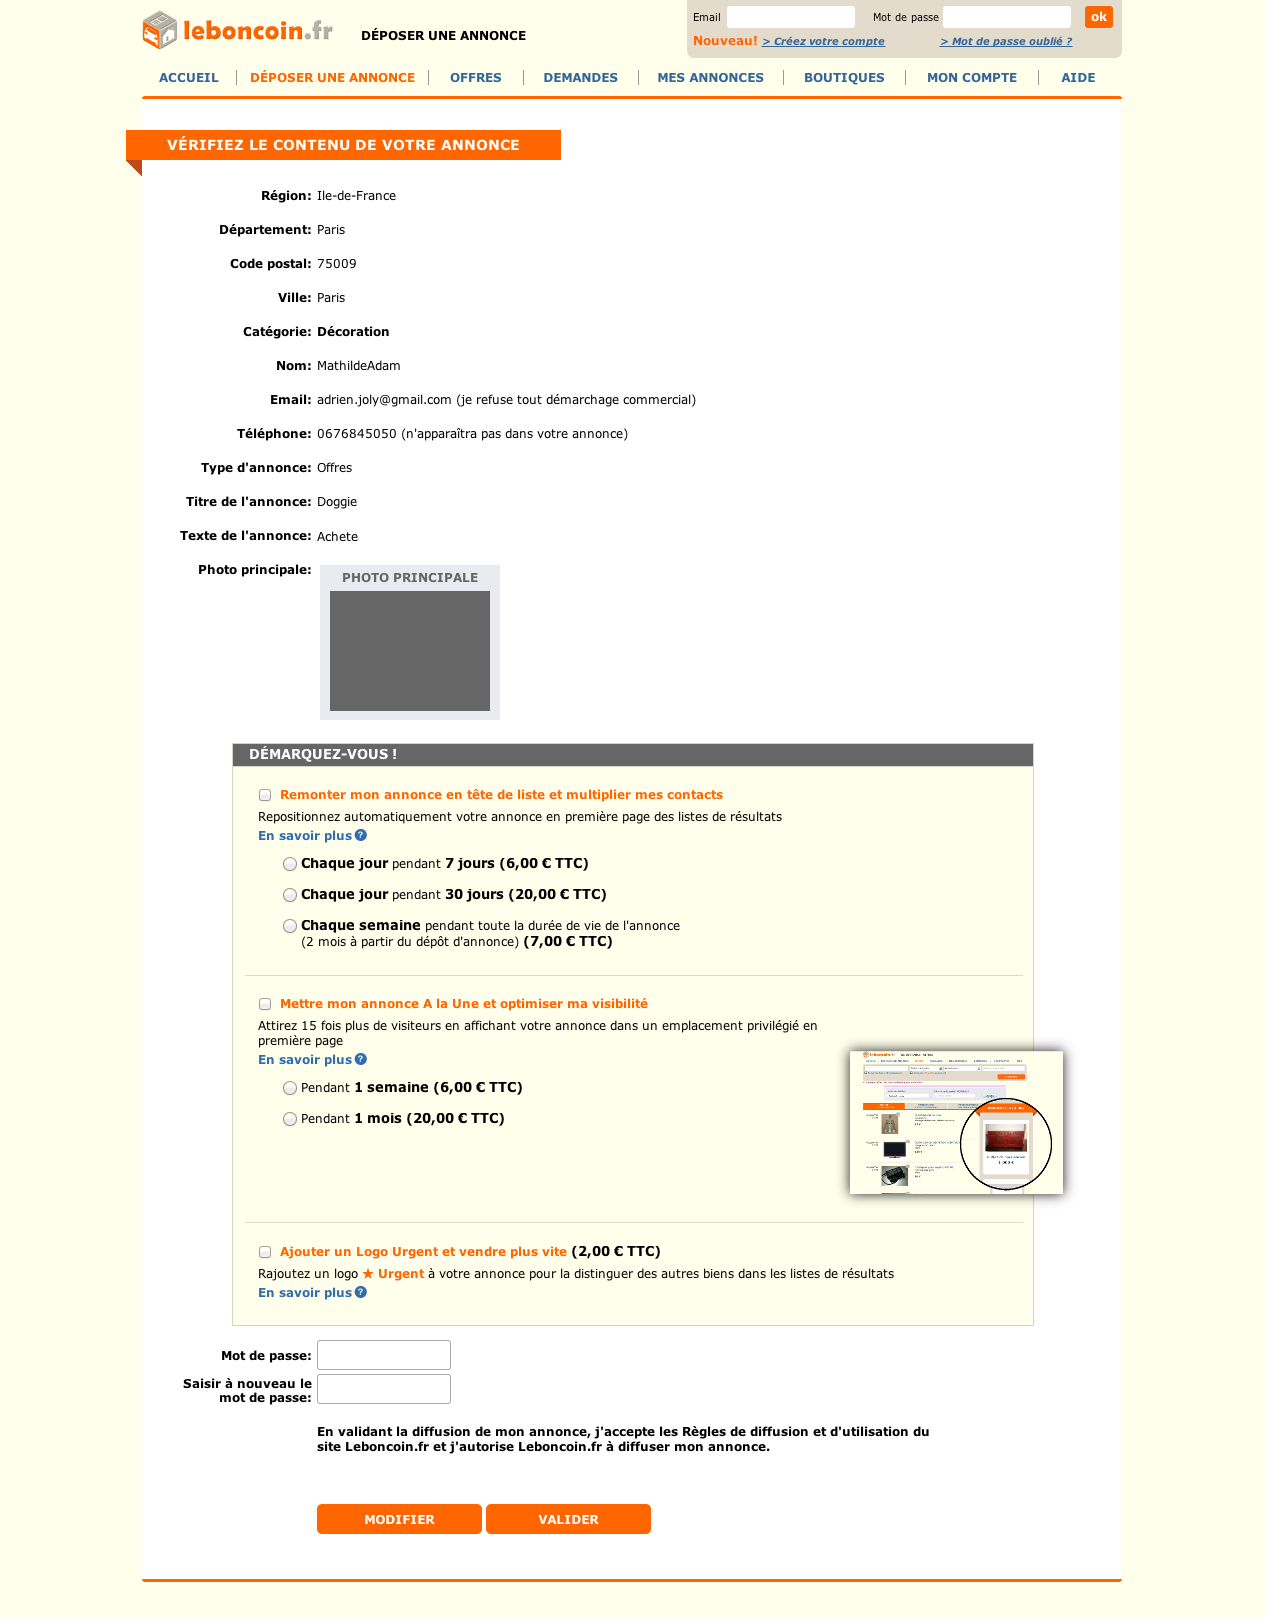 leboncoin.fr
DÉPOSER UNE ANNONCE
Email Mot de passe ok
Nouveau! > Créez votre compte > Mot de passe oublié ?
ACCUEIL DÉPOSER UNE ANNONCE OFFRES DEMANDES MES ANNONCES BOUTIQUES MON COMPTE AIDE
VÉRIFIEZ LE CONTENU DE VOTRE ANNONCE
Région: Ile-de-France
Département: Paris
Code postal: 75009
Ville: Paris
Catégorie: Décoration
Nom: MathildeAdam
Email: adrien.joly@gmail.com (je refuse tout démarchage commercial)
Téléphone: 0676845050 (n'apparaîtra pas dans votre annonce)
Type d'annonce: Offres
Titre de l'annonce: Doggie
Texte de l'annonce: Achete
Photo principale:
PHOTO PRINCIPALE
DÉMARQUEZ-VOUS !
Remonter mon annonce en tête de liste et multiplier mes contacts
Repositionnez automatiquement votre annonce en première page des listes de résultats
En savoir plus ?
Chaque jour pendant 7 jours (6,00 € TTC)
Chaque jour pendant 30 jours (20,00 € TTC)
Chaque semaine pendant toute la durée de vie de l'annonce
(2 mois à partir du dépôt d'annonce) (7,00 € TTC)
Mettre mon annonce A la Une et optimiser ma visibilité
Attirez 15 fois plus de visiteurs en affichant votre annonce dans un emplacement privilégié en
première page
En savoir plus ?
Pendant 1 semaine (6,00 € TTC)
Pendant 1 mois (20,00 € TTC)
leboncoin.fr
Ajouter un Logo Urgent et vendre plus vite (2,00 € TTC)
Rajoutez un logo ★ Urgent à votre annonce pour la distinguer des autres biens dans les listes de résultats
En savoir plus ?
Mot de passe:
Saisir à nouveau le
mot de passe:
En validant la diffusion de mon annonce, j'accepte les Règles de diffusion et d'utilisation du
site Leboncoin.fr et j'autorise Leboncoin.fr à diffuser mon annonce.
MODIFIER VALIDER